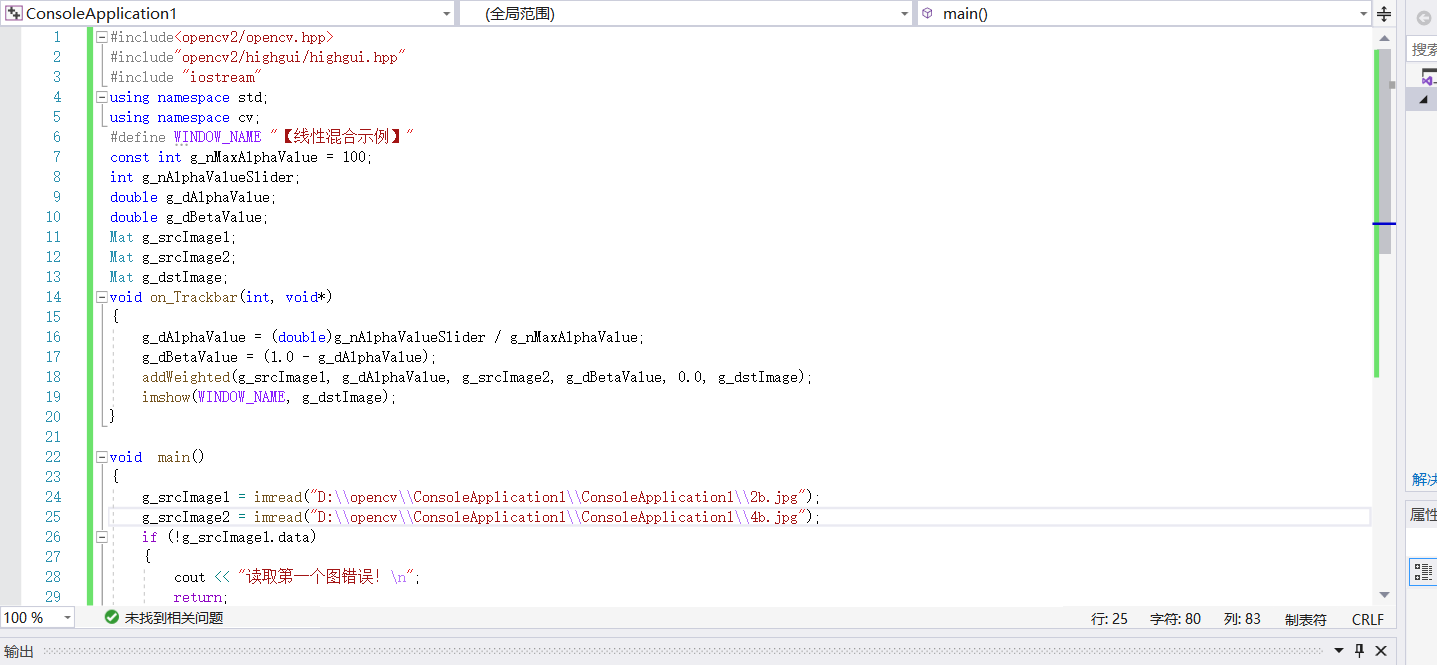 ConsoleApplication1 (全局范围) main()
1 #include<opencv2/opencv.hpp>
2 #include"opencv2/highgui/highgui.hpp"
3 #include "iostream"
4 using namespace std;
5 using namespace cv;
6 #define WINDOW_NAME "【线性混合示例】"
7 const int g_nMaxAlphaValue = 100;
8 int g_nAlphaValueSlider;
9 double g_dAlphaValue;
10 double g_dBetaValue;
11 Mat g_srcImage1;
12 Mat g_srcImage2;
13 Mat g_dstImage;
14 void on_Trackbar(int, void*)
15 {
16 g_dAlphaValue = (double)g_nAlphaValueSlider / g_nMaxAlphaValue;
17 g_dBetaValue = (1.0 - g_dAlphaValue);
18 addWeighted(g_srcImage1, g_dAlphaValue, g_srcImage2, g_dBetaValue, 0.0, g_dstImage);
19 imshow(WINDOW_NAME, g_dstImage);
20 }
21
22 void  main()
23 {
24 g_srcImage1 = imread("D:\\opencv\\ConsoleApplication1\\ConsoleApplication1\\2b.jpg");
25 g_srcImage2 = imread("D:\\opencv\\ConsoleApplication1\\ConsoleApplication1\\4b.jpg");
26 if (!g_srcImage1.data)
27 {
28 cout << "读取第一个图错误! \n";
29 return;
100 % 未找到相关问题 行: 25 字符: 80 列: 83 制表符 CRLF
输出
搜索
解决
属性